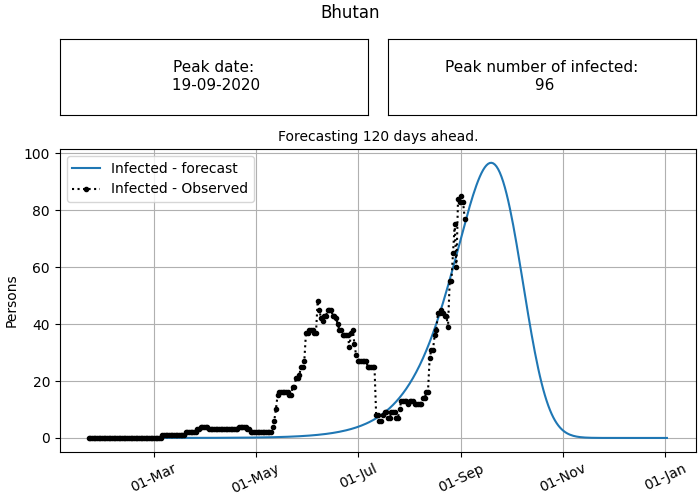 Bhutan
Peak date:
19-09-2020
Peak number of infected:
96
Forecasting 120 days ahead.
Infected - forecast
Infected - Observed
Persons
100
80
60
40
20
0
01-Mar
01-May
01-Jul
01-Sep
01-Nov
01-Jan